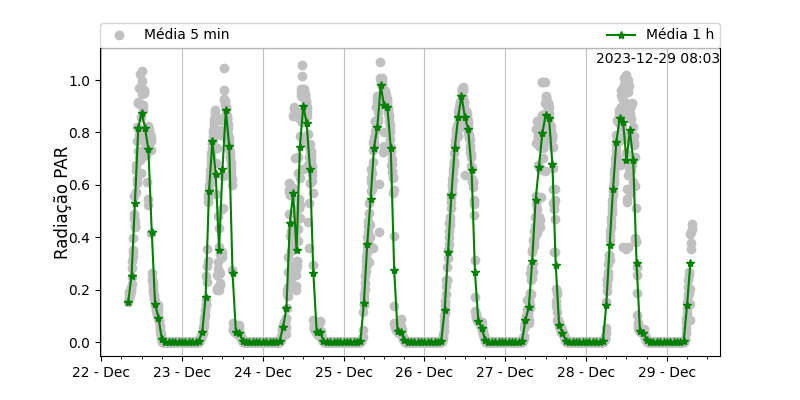 Média 5 min
Média 1 h
2023-12-29 08:03
Radiação PAR
1.0
0.8
0.6
0.4
0.2
0.0
22 - Dec 23 - Dec 24 - Dec 25 - Dec 26 - Dec 27 - Dec 28 - Dec 29 - Dec